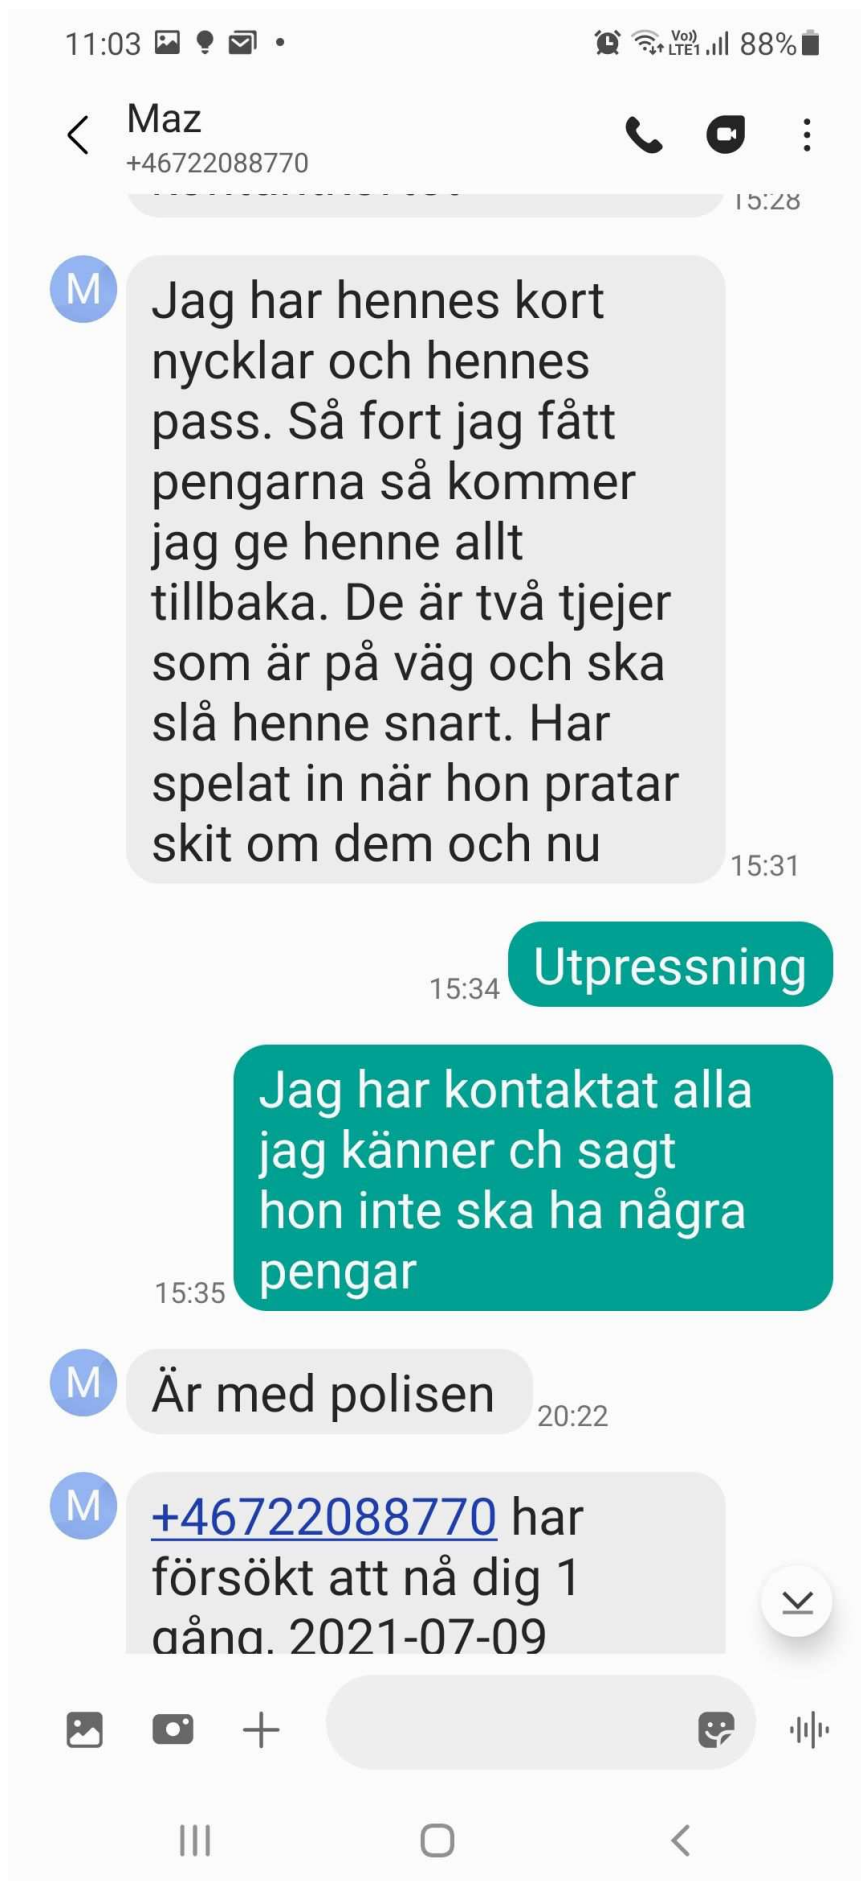 11:03
Vo))
LTE1
88%
Maz
+46722088770
15:28
M
Jag har hennes kort
nycklar och hennes
pass. Så fort jag fått
pengarna så kommer
jag ge henne allt
tillbaka. De är två tjejer
som är på väg och ska
slå henne snart. Har
spelat in när hon pratar
skit om dem och nu
15:31
Utpressning
15:34
Jag har kontaktat alla
jag känner ch sagt
hon inte ska ha några
pengar
15:35
M
Är med polisen
20:22
M
+46722088770 har
försökt att nå dig 1
gång. 2021-07-09